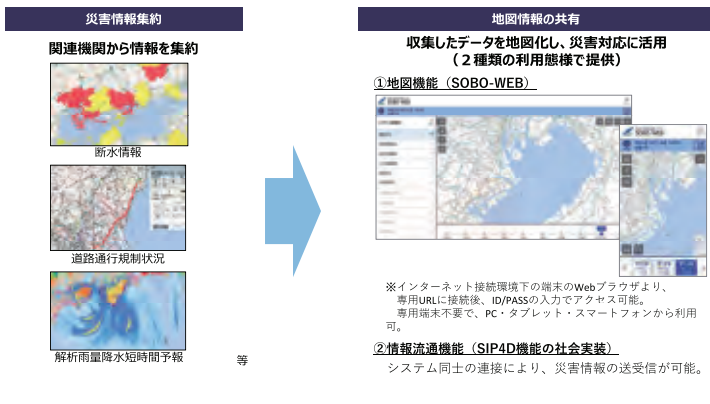 災害情報集約
関連機関から情報を集約
断水情報
道路通行規制状況
解析雨量降水短時間予報
等
地図情報の共有
収集したデータを地図化し、災害対応に活用
（２種類の利用態様で提供）
①地図機能（SOBO-WEB）
SOBO-WEB
SOBO-WEB
※インターネット接続環境下の端末のWebブラウザより、
専用URLに接続後、ID/PASSの入力でアクセス可能。
専用端末不要で、PC・タブレット・スマートフォンから利用
可。
②情報流通機能（SIP4D機能の社会実装）
システム同士の連接により、災害情報の送受信が可能。